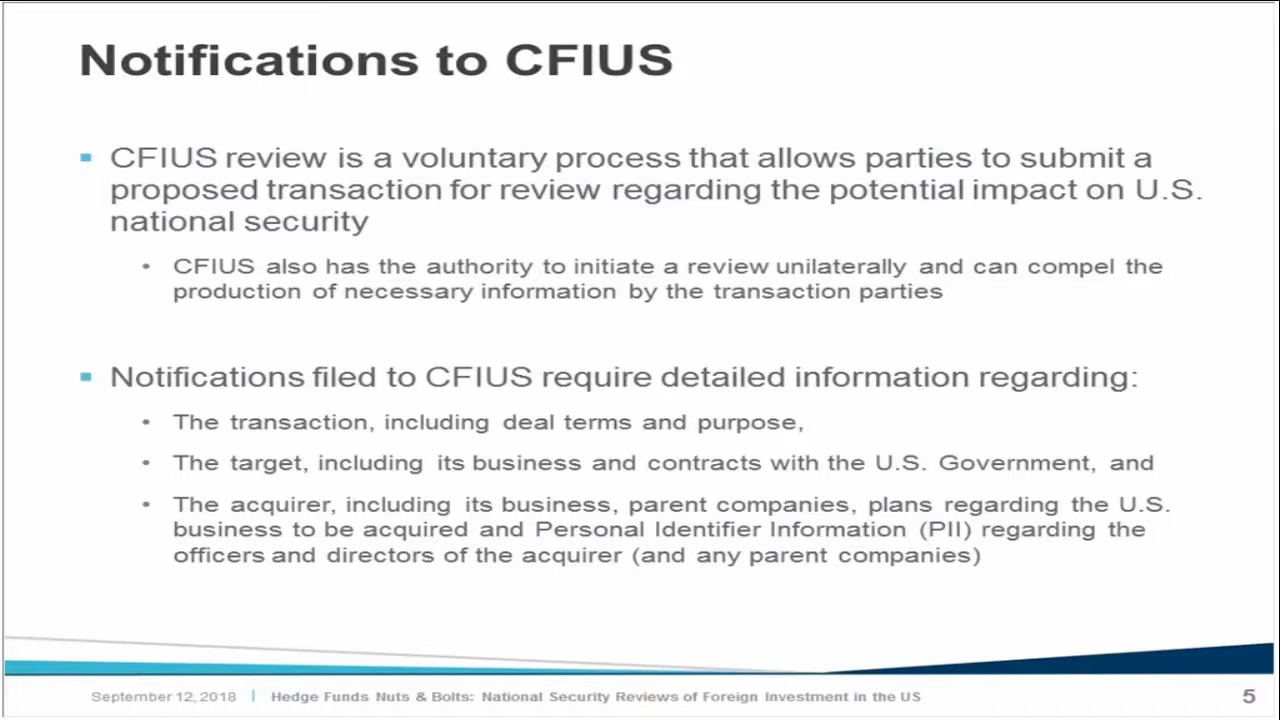 Notifications to CFIUS
CFIUS review is a voluntary process that allows parties to submit a
proposed transaction for review regarding the potential impact on U.S.
national security
CFIUS also has the authority to initiate a review unilaterally and can compel the
production of necessary information by the transaction parties
Notifications filed to CFIUS require detailed information regarding:
The transaction, including deal terms and purpose,
The target, including its business and contracts with the U.S. Government, and
The acquirer, including its business, parent companies, plans regarding the U.S.
business to be acquired and Personal Identifier Information (PII) regarding the
officers and directors of the acquirer (and any parent companies)
September 12, 2018 | Hedge Funds Nuts & Bolts: National Security Reviews of Foreign Investment in the US 5